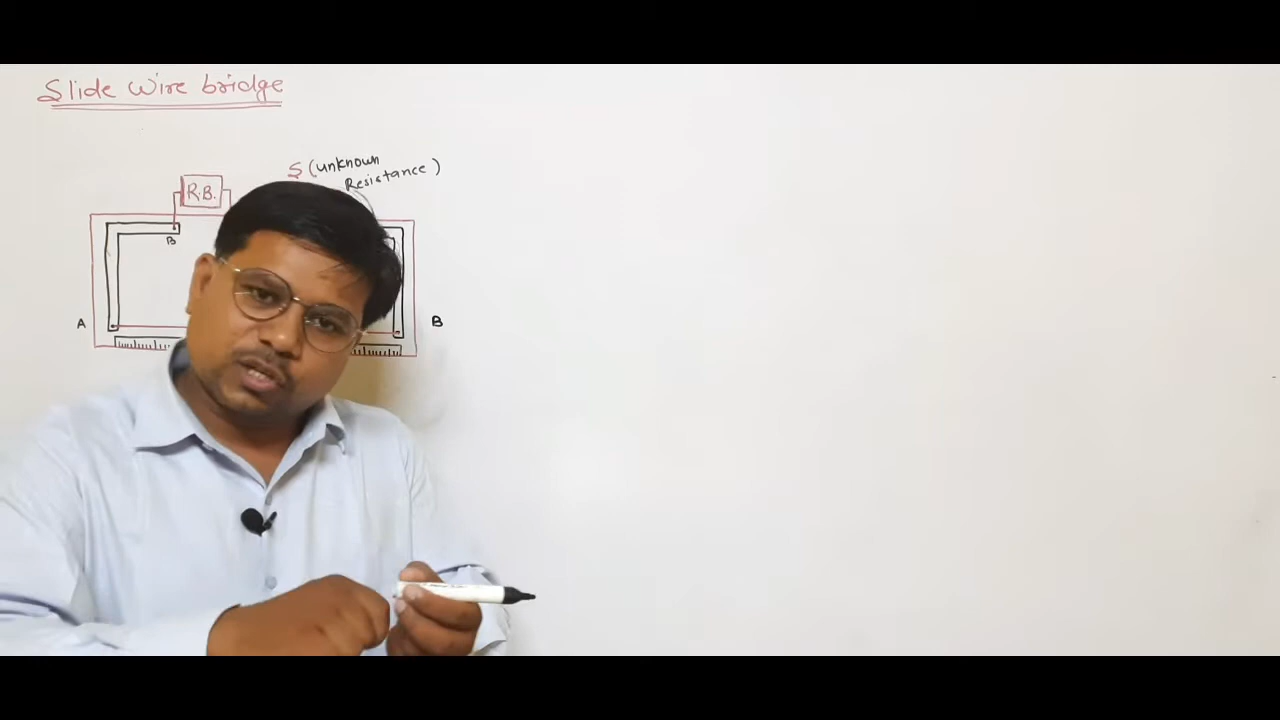 Slide wire bridge
S (unknown
Resistance )
R.B.
B
A
B